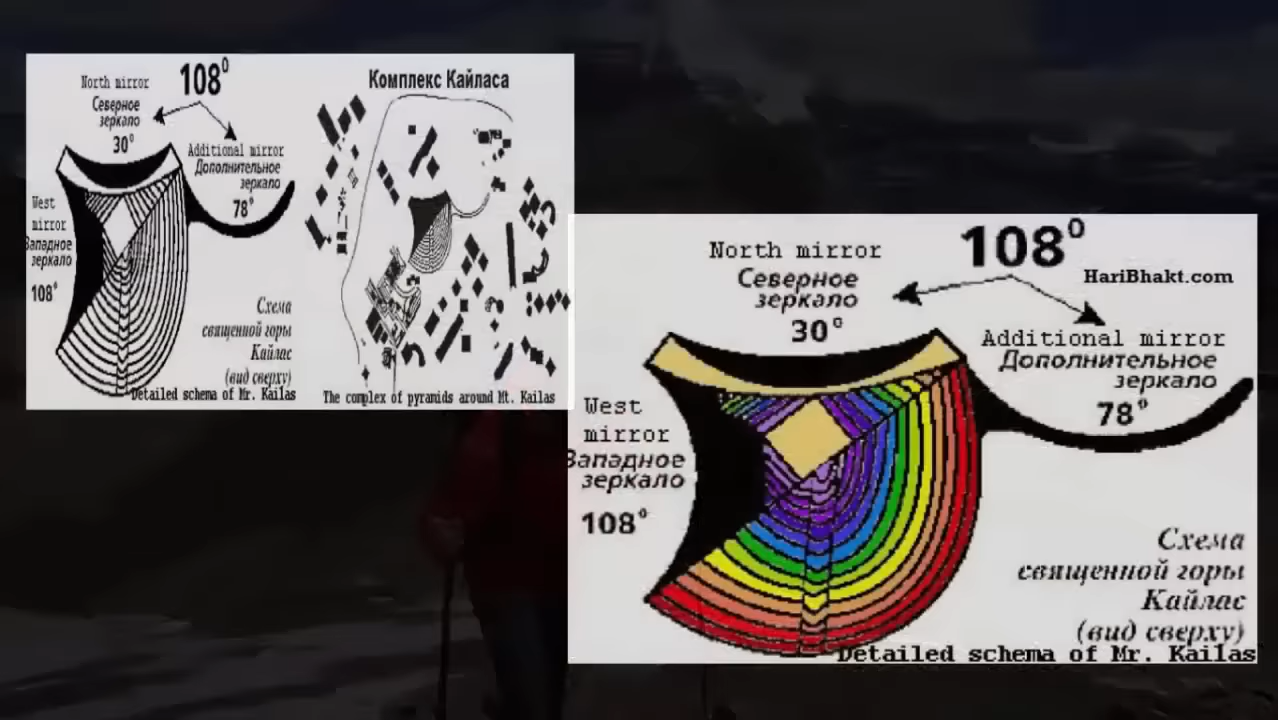 North mirror
108⁰
Северное
зеркало
30°
Additional mirror
Дополнительное
зеркало
78°
West
mirror
Западное
зеркало
108°
Схема
священной горы
Кайлас
(вид сверху)
Detailed schema of Mr. Kailas
Комплекс Кайласа
The complex of pyramids around Mt. Kailas
North mirror
108⁰
HariBhakt.com
Северное
зеркало
30°
Additional mirror
Дополнительное
зеркало
78°
West
mirror
Западное
зеркало
108°
Схема
священной горы
Кайлас
(вид сверху)
Detailed schema of Mr. Kailas